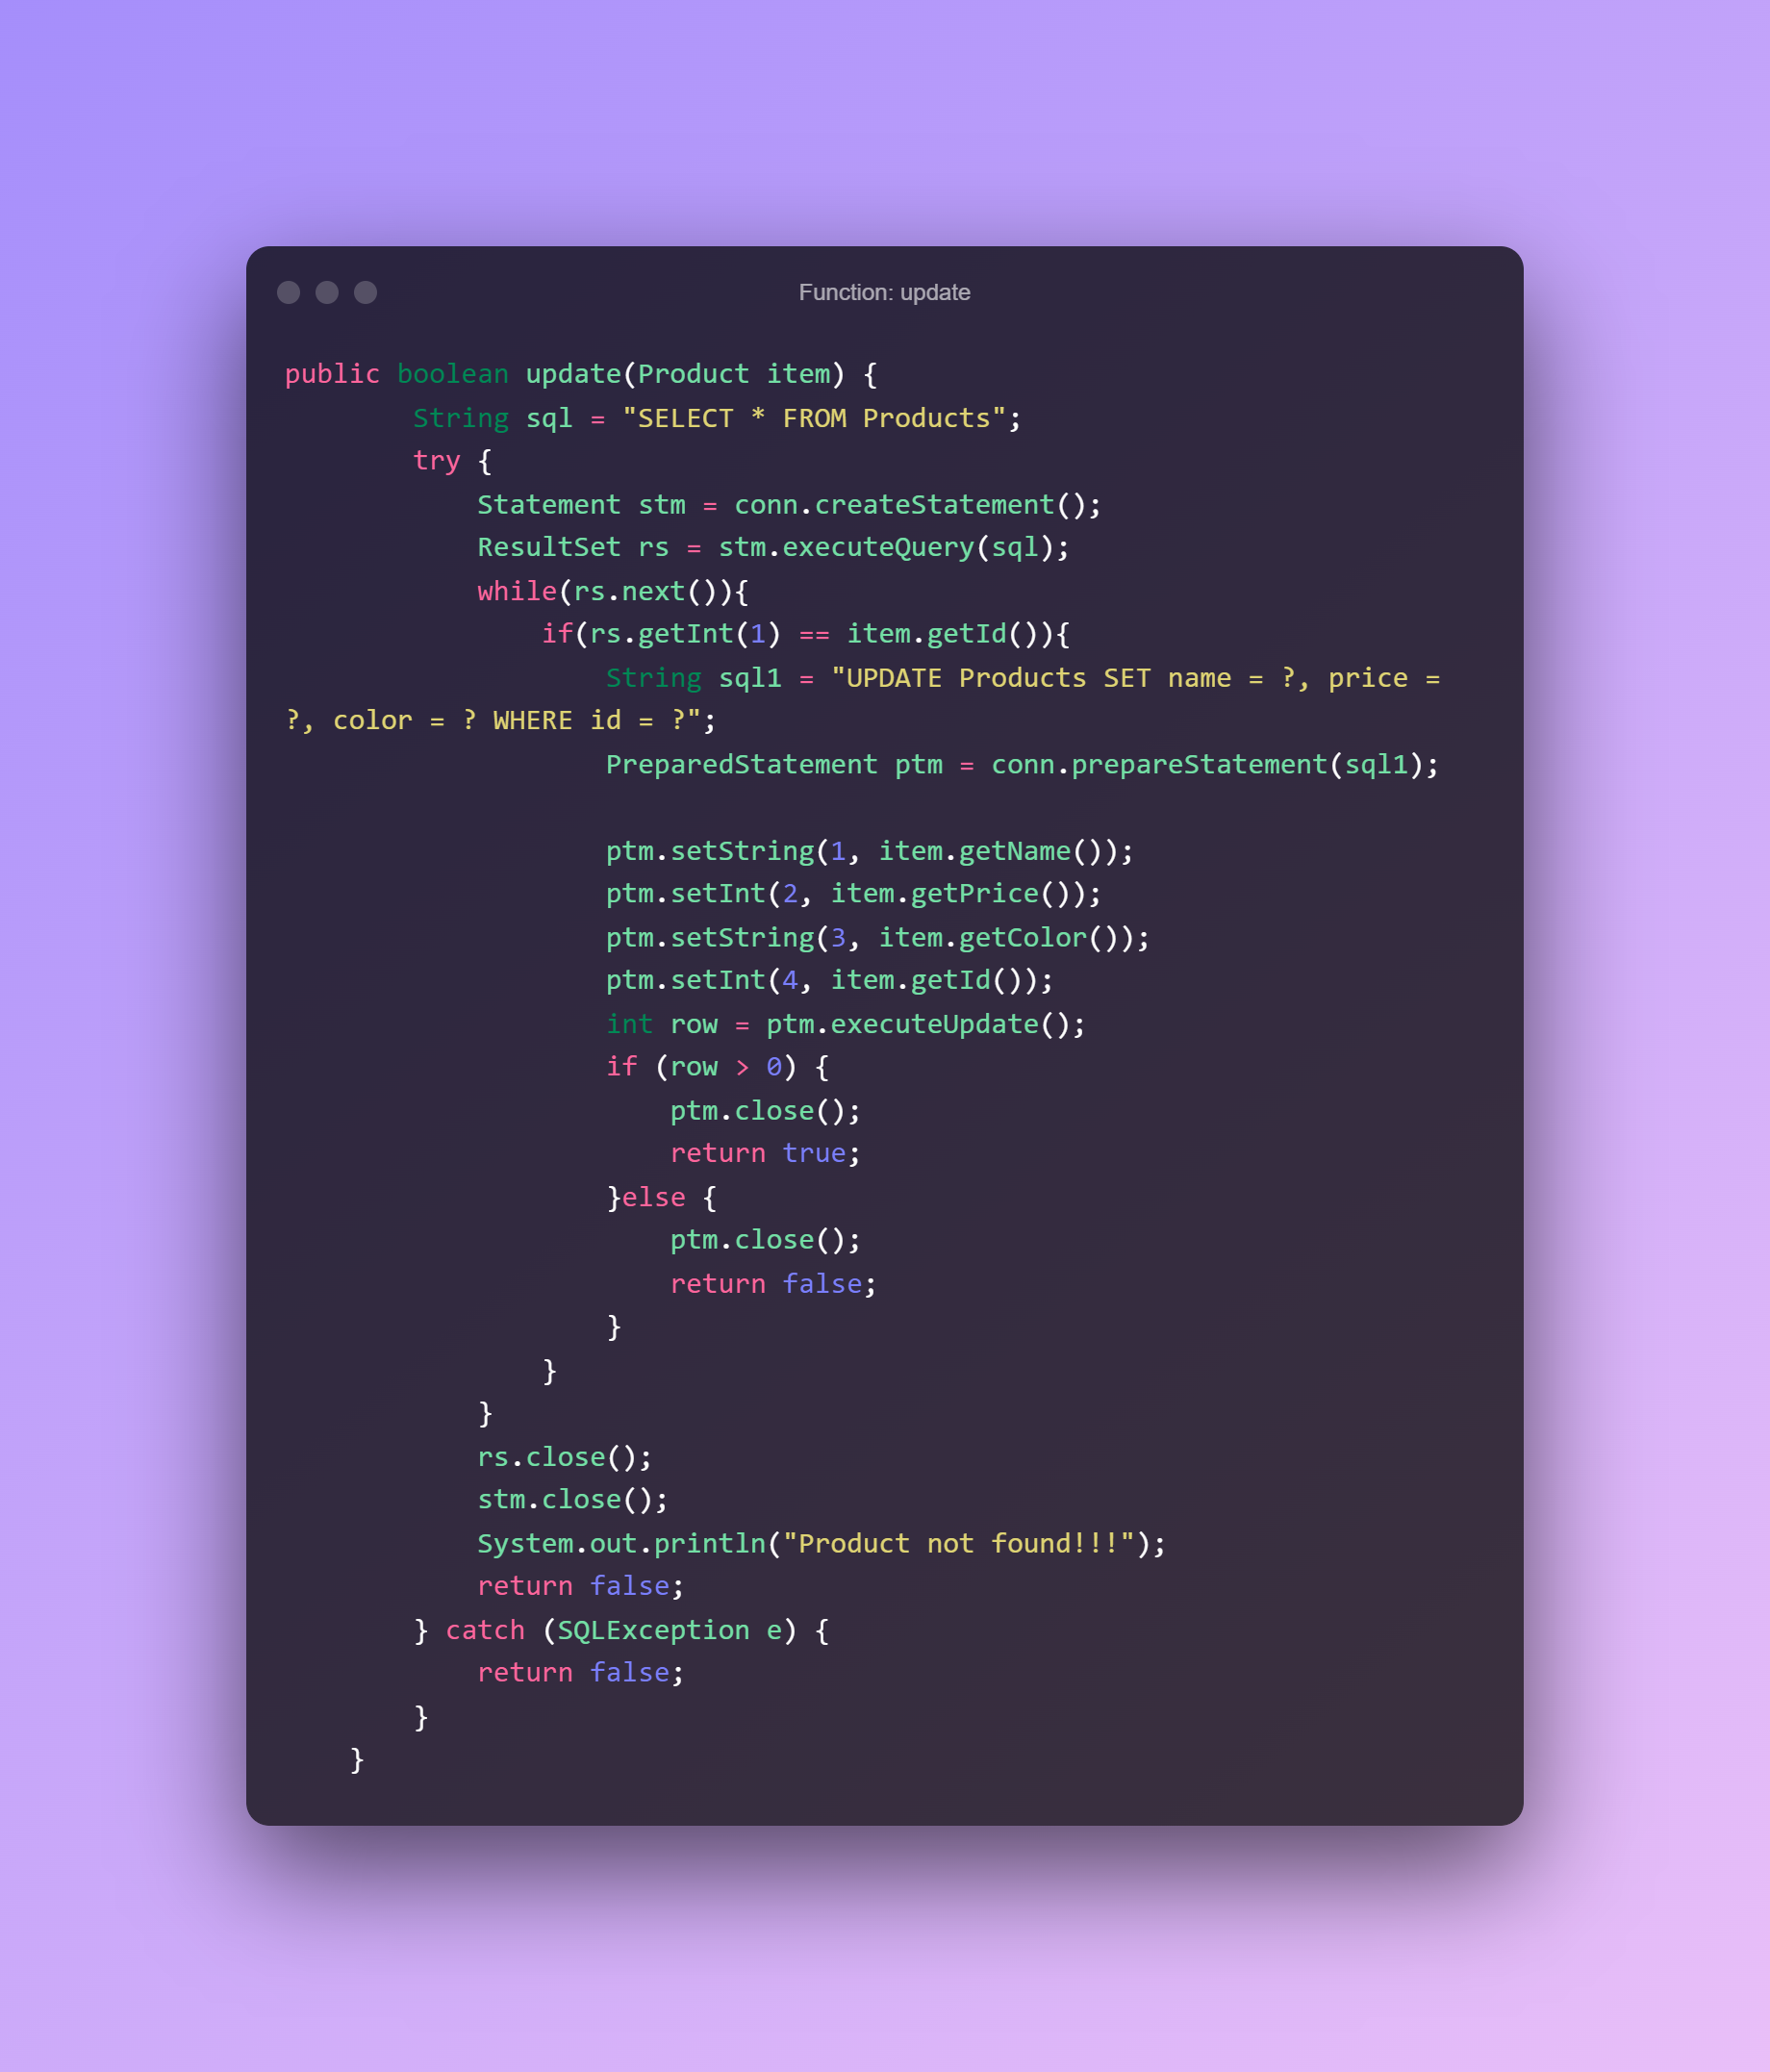 Function: update
public boolean update(Product item) {
        String sql = "SELECT * FROM Products";
        try {
            Statement stm = conn.createStatement();
            ResultSet rs = stm.executeQuery(sql);
            while(rs.next()){
                if(rs.getInt(1) == item.getId()){
                    String sql1 = "UPDATE Products SET name = ?, price =
?, color = ? WHERE id = ?";
                    PreparedStatement ptm = conn.prepareStatement(sql1);

                    ptm.setString(1, item.getName());
                    ptm.setInt(2, item.getPrice());
                    ptm.setString(3, item.getColor());
                    ptm.setInt(4, item.getId());
                    int row = ptm.executeUpdate();
                    if (row > 0) {
                        ptm.close();
                        return true;
                    }else {
                        ptm.close();
                        return false;
                    }
                }
            }
            rs.close();
            stm.close();
            System.out.println("Product not found!!!");
            return false;
        } catch (SQLException e) {
            return false;
        }
    }